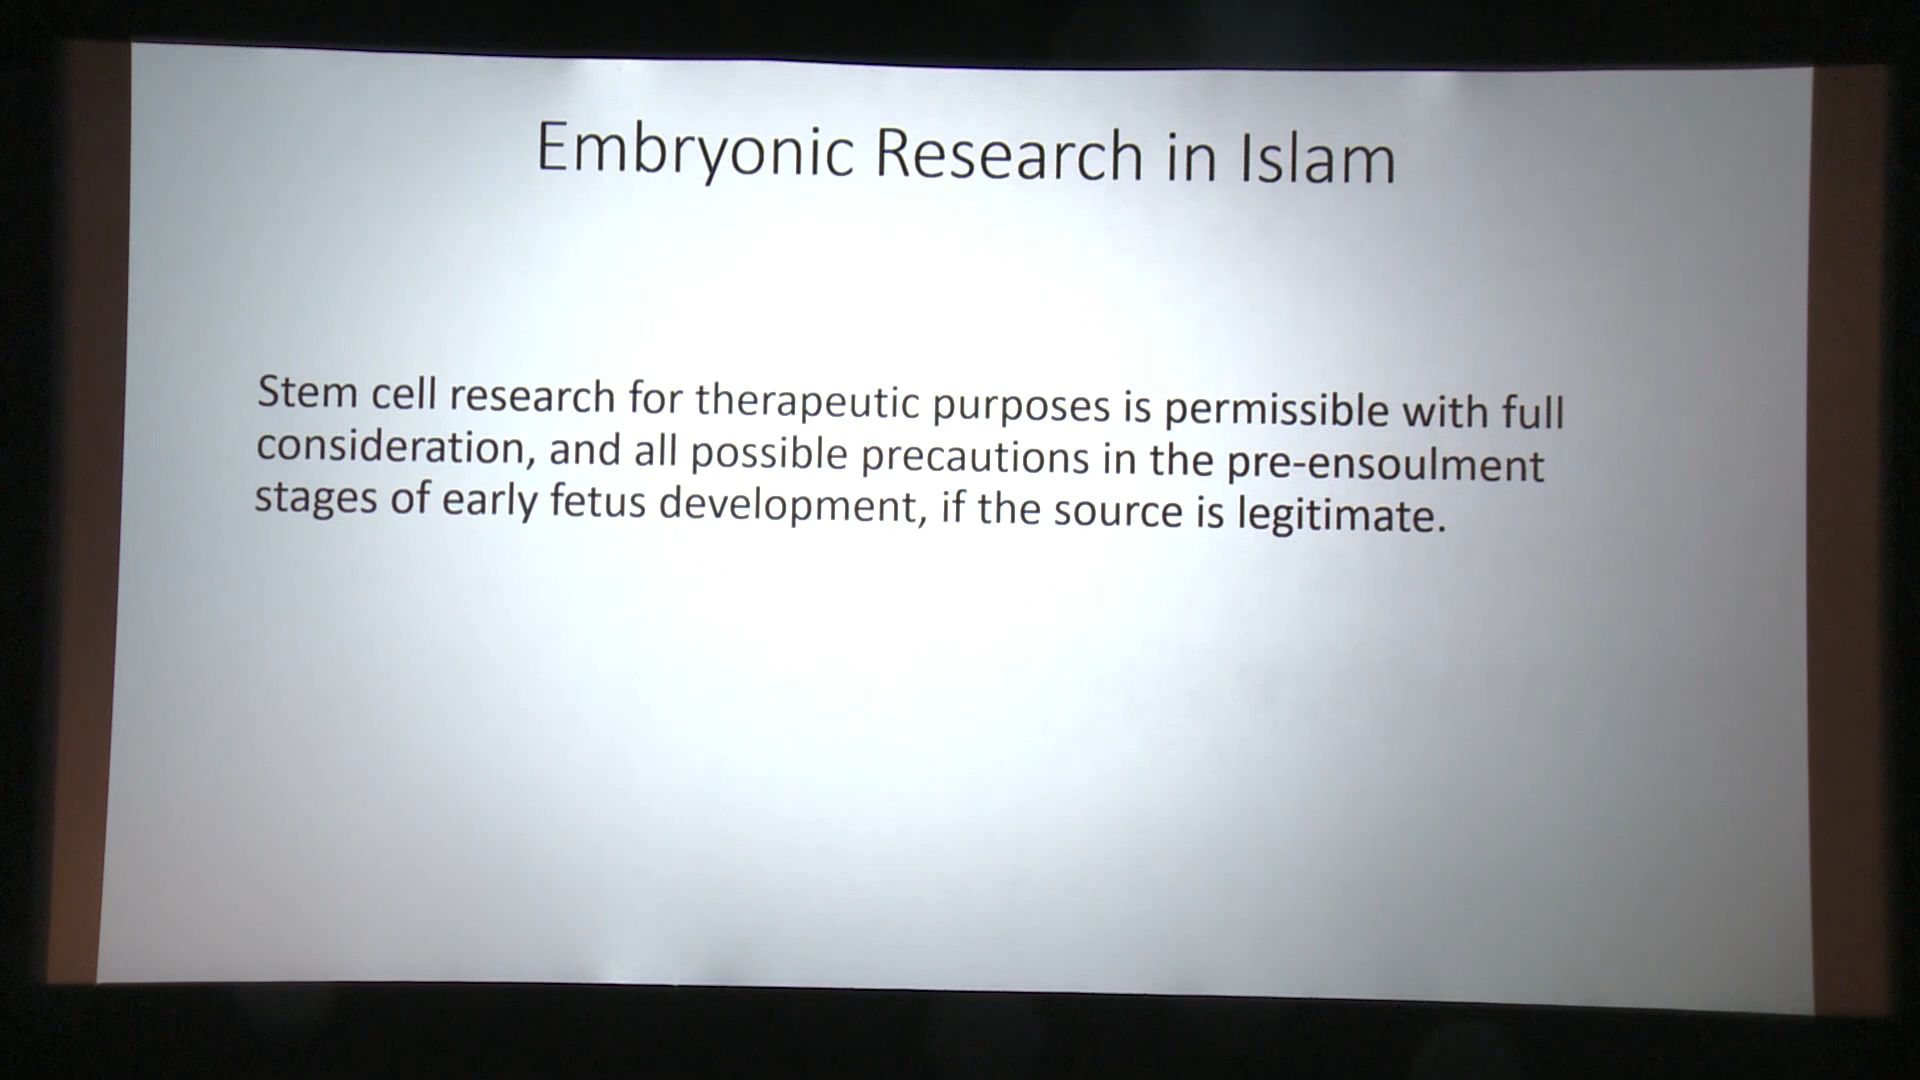 Embryonic Research in Islam
Stem cell research for therapeutic purposes is permissible with full
consideration, and all possible precautions in the pre-ensoulment
stages of early fetus development, if the source is legitimate.